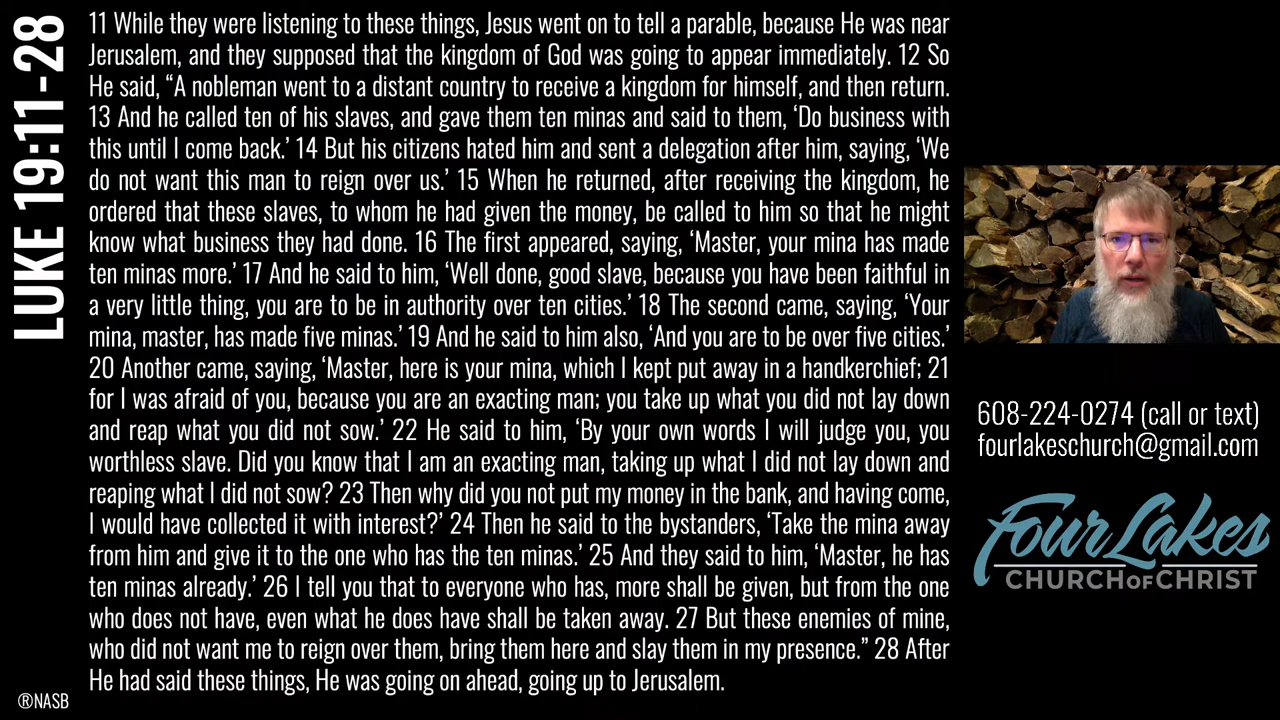 LUKE 19:11-28
11 While they were listening to these things, Jesus went on to tell a parable, because He was near
Jerusalem, and they supposed that the kingdom of God was going to appear immediately. 12 So
He said, “A nobleman went to a distant country to receive a kingdom for himself, and then return.
13 And he called ten of his slaves, and gave them ten minas and said to them, ‘Do business with
this until I come back.’ 14 But his citizens hated him and sent a delegation after him, saying, ‘We
do not want this man to reign over us.’ 15 When he returned, after receiving the kingdom, he
ordered that these slaves, to whom he had given the money, be called to him so that he might
know what business they had done. 16 The first appeared, saying, ‘Master, your mina has made
ten minas more.’ 17 And he said to him, ‘Well done, good slave, because you have been faithful in
a very little thing, you are to be in authority over ten cities.’ 18 The second came, saying, ‘Your
mina, master, has made five minas.’ 19 And he said to him also, ‘And you are to be over five cities.’
20 Another came, saying, ‘Master, here is your mina, which I kept put away in a handkerchief; 21
for I was afraid of you, because you are an exacting man; you take up what you did not lay down
and reap what you did not sow.’ 22 He said to him, ‘By your own words I will judge you, you
worthless slave. Did you know that I am an exacting man, taking up what I did not lay down and
reaping what I did not sow? 23 Then why did you not put my money in the bank, and having come,
I would have collected it with interest?’ 24 Then he said to the bystanders, ‘Take the mina away
from him and give it to the one who has the ten minas.’ 25 And they said to him, ‘Master, he has
ten minas already.’ 26 I tell you that to everyone who has, more shall be given, but from the one
who does not have, even what he does have shall be taken away. 27 But these enemies of mine,
who did not want me to reign over them, bring them here and slay them in my presence.” 28 After
He had said these things, He was going on ahead, going up to Jerusalem.
®NASB
608-224-0274 (call or text)
fourlakeschurch@gmail.com
Four Lakes
CHURCH OF CHRIST